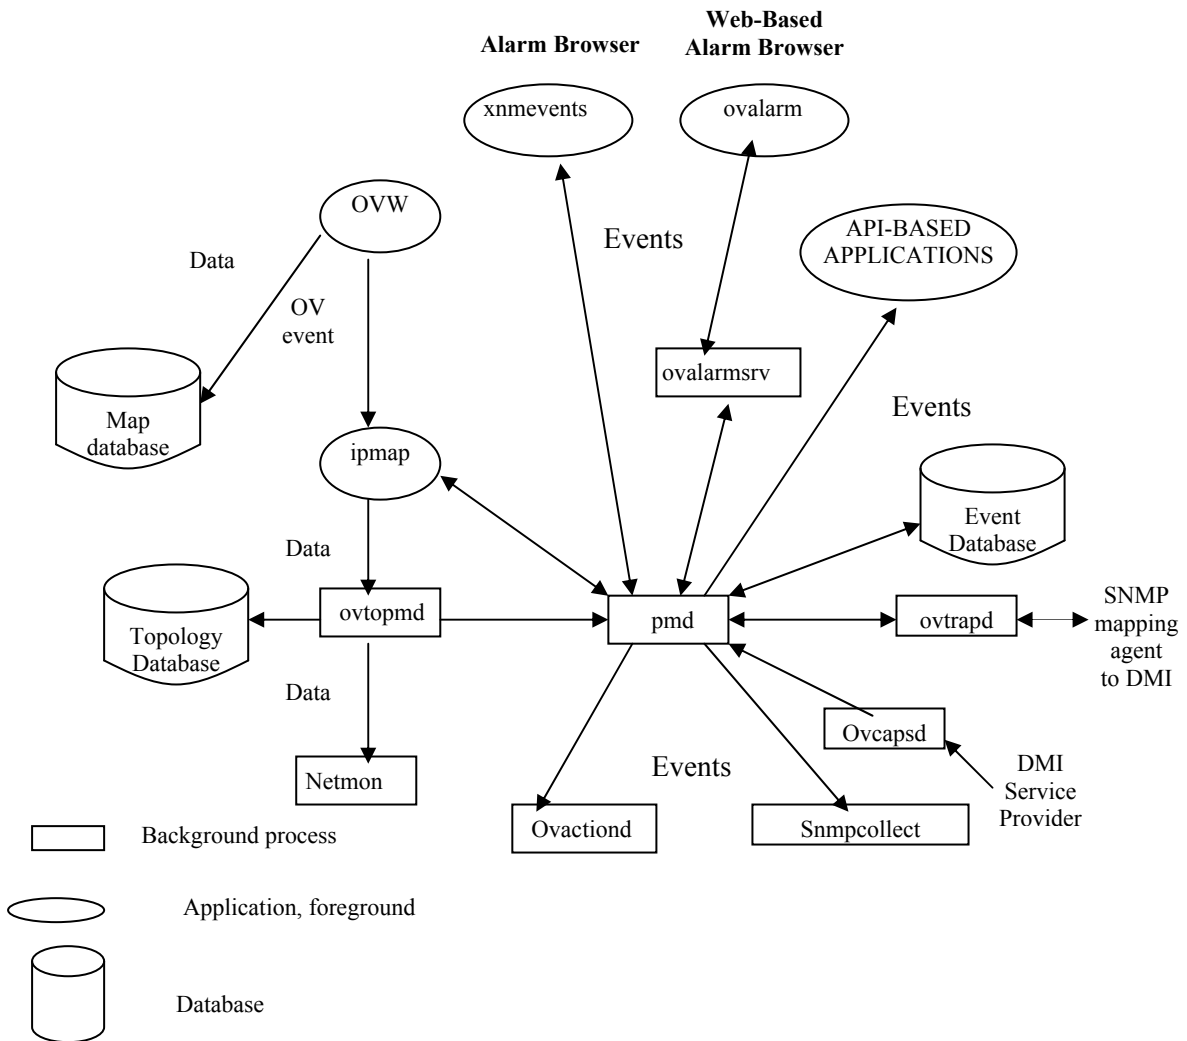 Web-Based
Alarm Browser
Alarm Browser
xnmevents
ovalarm
OVW
API-BASED
APPLICATIONS
Events
Data
OV
event
ovalarmsrv
Events
Map
database
ipmap
Event
Database
Data
ovtopmd
pmd
ovtrapd
SNMP
mapping
agent
to DMI
Topology
Database
Data
Ovcapsd
Netmon
Events
DMI
Service
Provider
Ovactiond
Snmpcollect
Background process
Application, foreground
Database